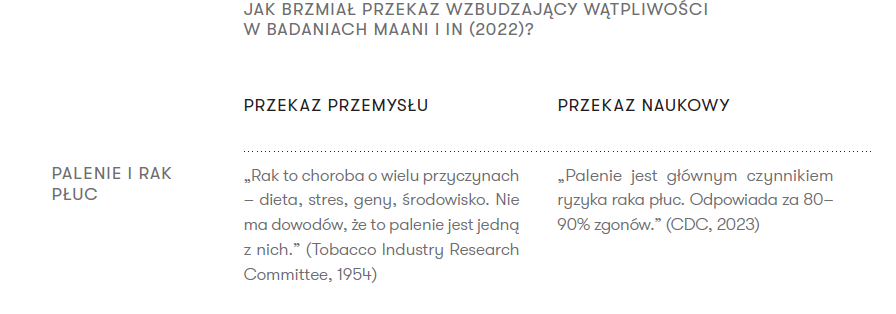 JAK BRZMIAŁ PRZEKAZ WZBUDZAJĄCY WĄTPLIWOŚCI
W BADANIACH MAANI I IN (2022)?
PRZEKAZ PRZEMYSŁU
PRZEKAZ NAUKOWY
PALENIE I RAK
PŁUC
„Rak to choroba o wielu przyczynach
– dieta, stres, geny, środowisko. Nie
ma dowodów, że to palenie jest jedną
z nich.” (Tobacco Industry Research
Committee, 1954)
„Palenie jest głównym czynnikiem
ryzyka raka płuc. Odpowiada za 80–
90% zgonów.” (CDC, 2023)